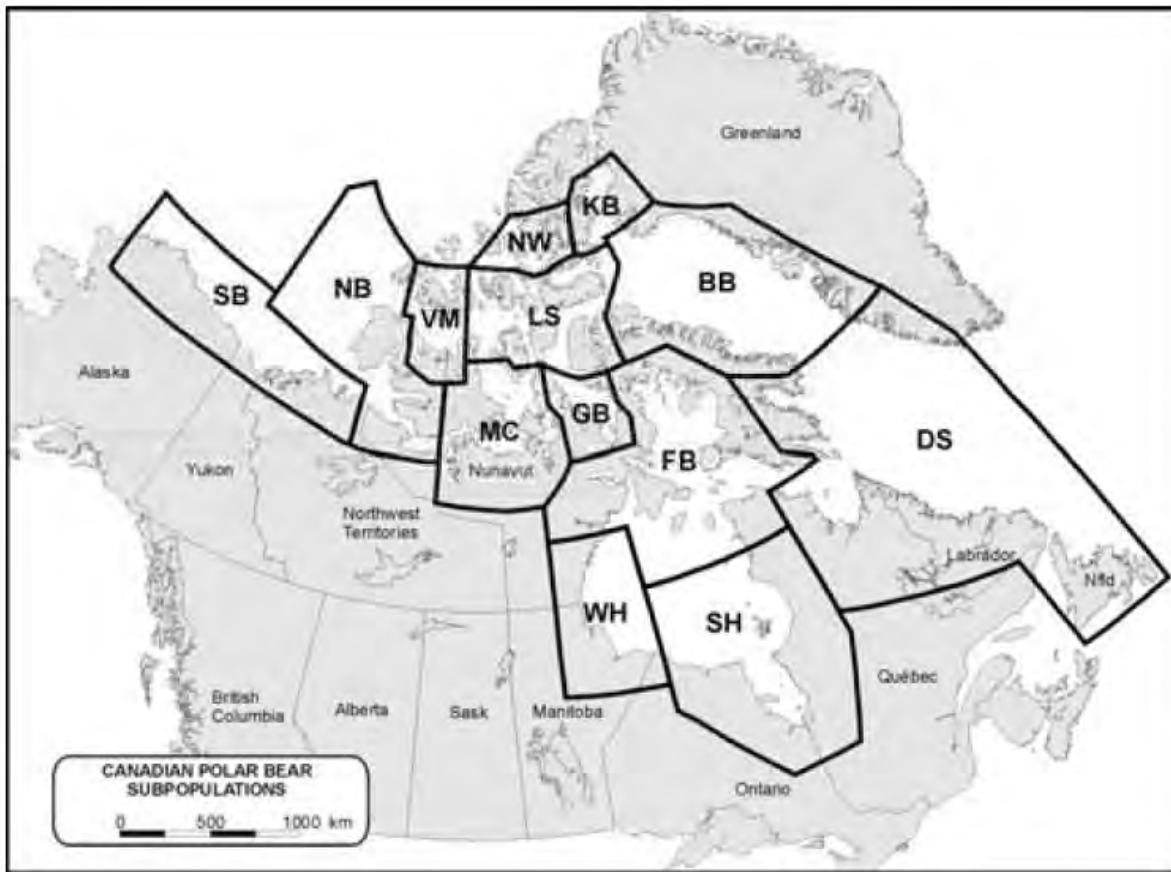 Greenland
KB
NW
BB
SB
NB
VM
LS
Alaska
GB
MC
DS
FB
Nunavut
Yukon
Northwest
Territories
Labrador
Nfld
WH
SH
Québec
British
Columbia
Alberta
Sask
Manitoba
Ontario
CANADIAN POLAR BEAR
SUBPOPULATIONS
0 500 1000 km